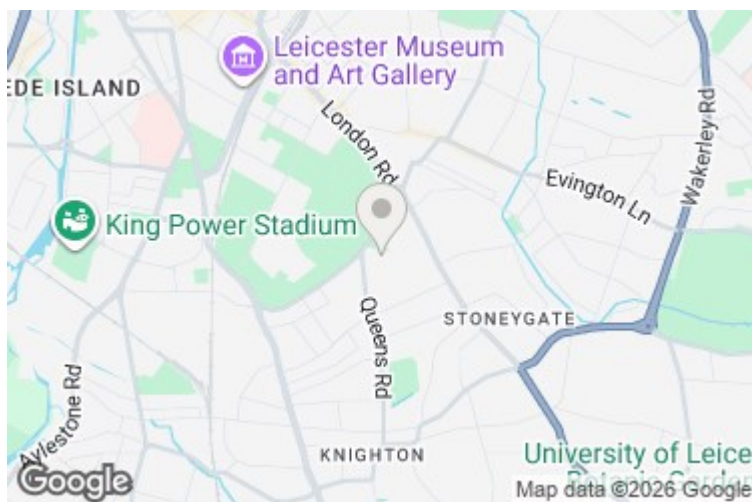 Leicester Museum
and Art Gallery
EDE ISLAND
London Rd
Wakerley Rd
Evington Ln
King Power Stadium
Queens Rd
STONEYGATE
Aylestone Rd
KNIGHTON
University of Leice
Google
Map data ©2026 Google